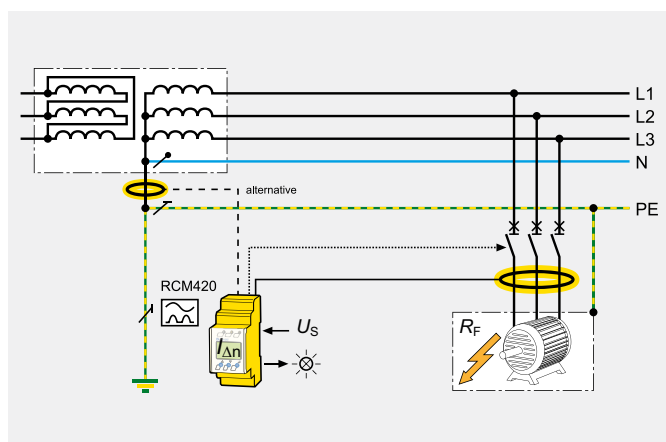 L1
L2
L3
N
alternative
PE
RCM420
U_S
I_Δn
R_F